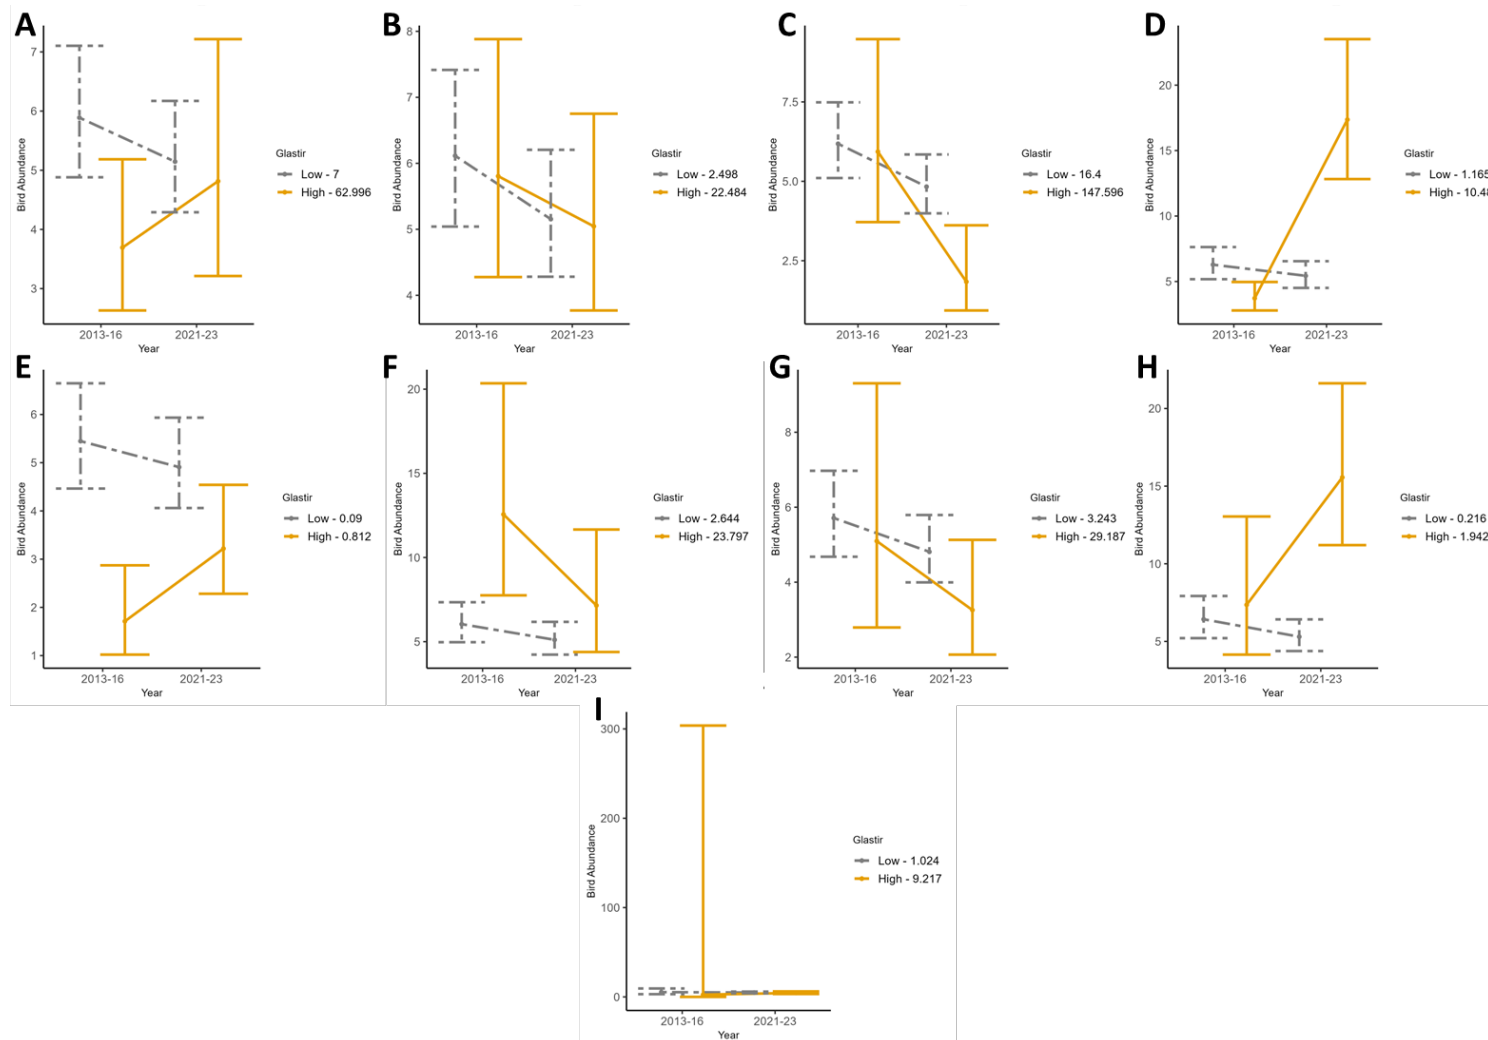 A
Bird Abundance
7
6
5
4
3
2013-16
2021-23
Year
Glastir
Low - 7
High - 62.996
B
Bird Abundance
8
7
6
5
4
2013-16
2021-23
Year
Glastir
Low - 2.498
High - 22.484
C
Bird Abundance
7.5
5.0
2.5
2013-16
2021-23
Year
Glastir
Low - 16.4
High - 147.596
D
Bird Abundance
20
15
10
5
2013-16
2021-23
Year
Glastir
Low - 1.165
High - 10.48
E
Bird Abundance
6
5
4
3
2
1
2013-16
2021-23
Year
Glastir
Low - 0.09
High - 0.812
F
Bird Abundance
20
15
10
5
2013-16
2021-23
Year
Glastir
Low - 2.644
High - 23.797
G
Bird Abundance
8
6
4
2
2013-16
2021-23
Year
Glastir
Low - 3.243
High - 29.187
H
Bird Abundance
20
15
10
5
2013-16
2021-23
Year
Glastir
Low - 0.216
High - 1.942
I
Bird Abundance
300
200
100
0
2013-16
2021-23
Year
Glastir
Low - 1.024
High - 9.217